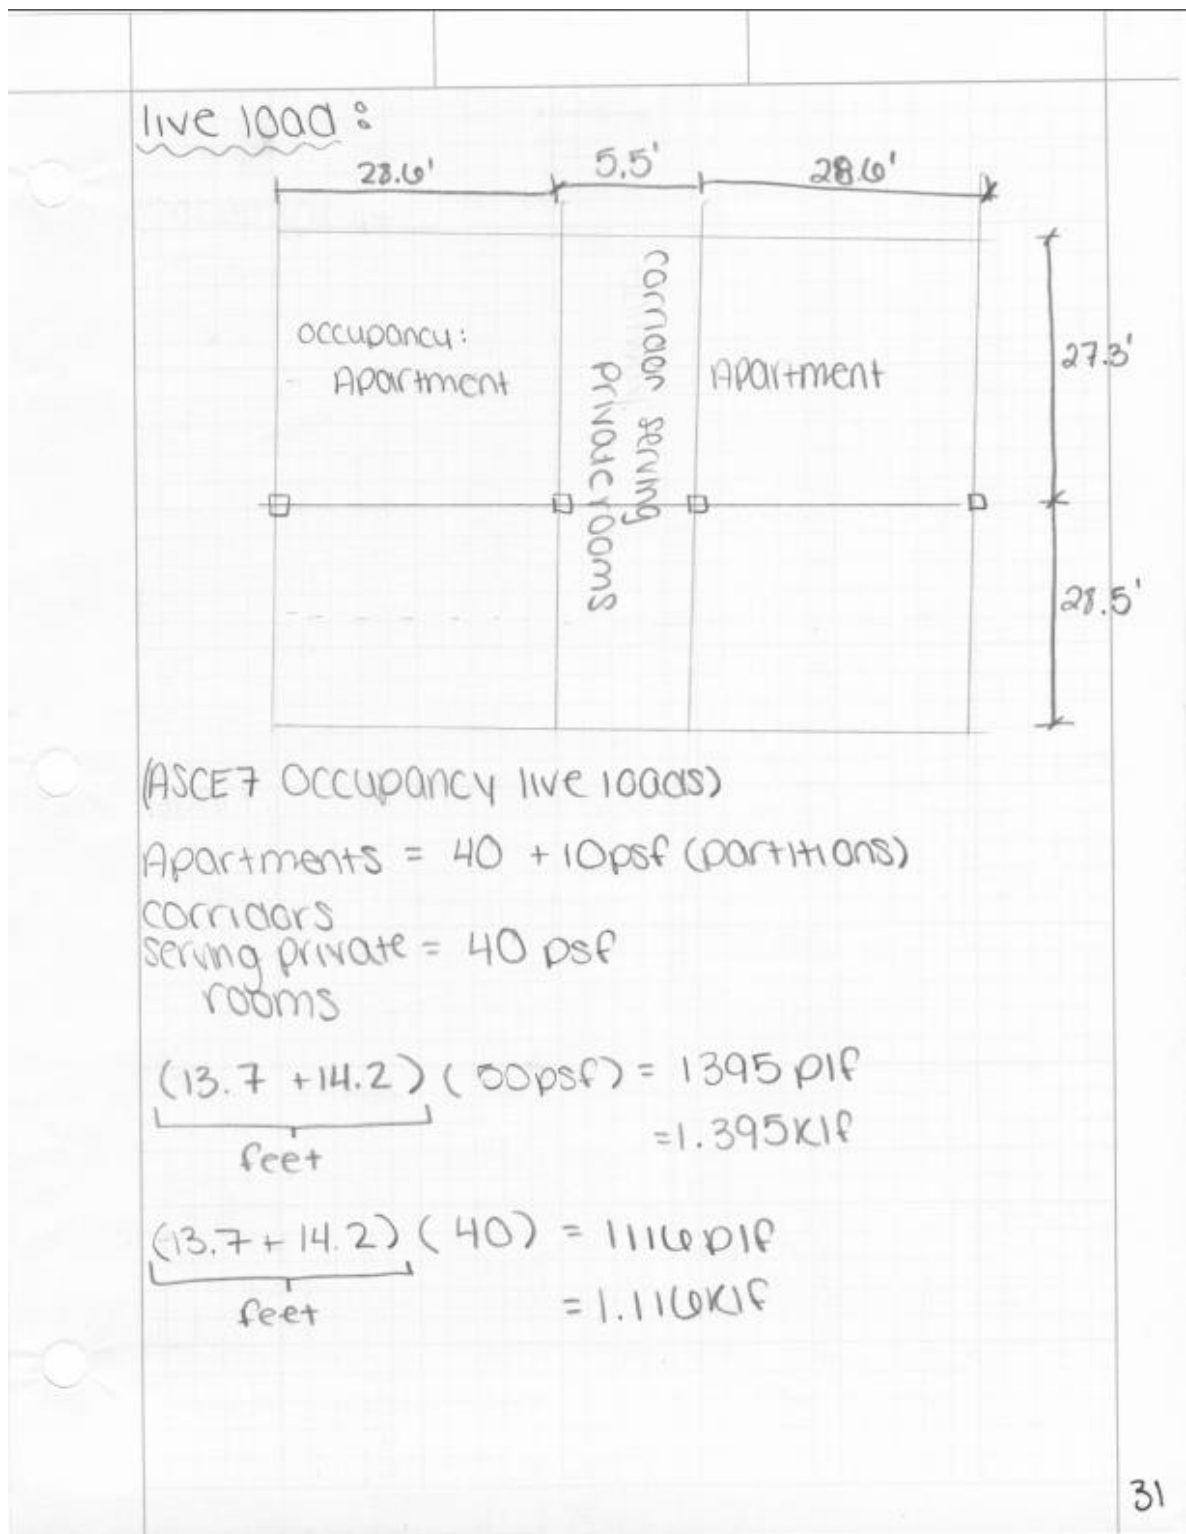 live load:
28.6' 5.5' 28.6'
occupancy:
Apartment
corridor serving
private rooms
Apartment
27.3'
28.5'
(ASCE7 Occupancy live loads)
Apartments = 40 + 10psf (partitions)
corridors
serving private = 40 psf
rooms
(13.7 + 14.2) (50psf) = 1395 plf
feet
= 1.395klf
(13.7 + 14.2) (40) = 1116plf
feet
= 1.116klf
31